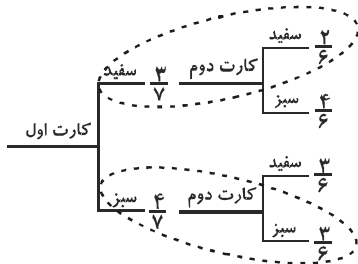 سفید ۲/۶
سفید ۳/۷ کارت دوم
سبز ۴/۶
کارت اول
سفید ۳/۶
سبز ۴/۷ کارت دوم
سبز ۳/۶